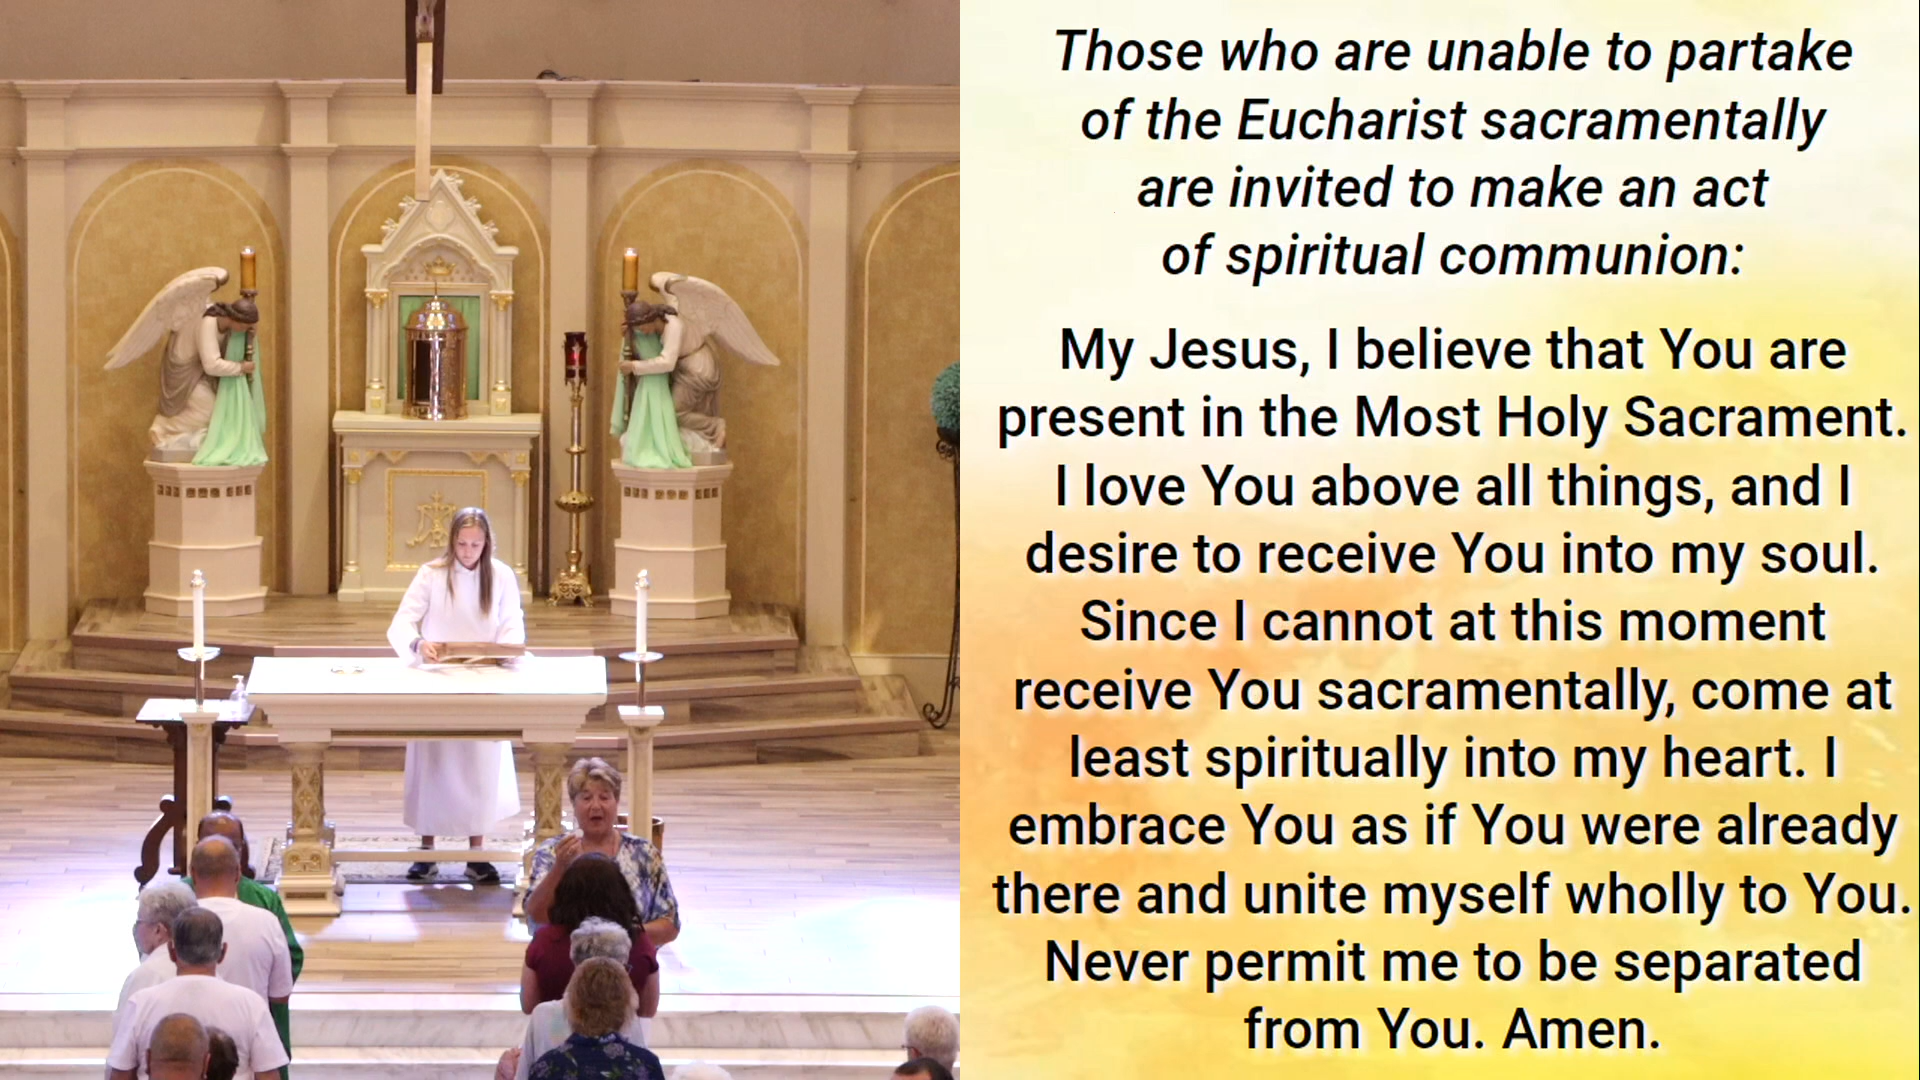 Those who are unable to partake
of the Eucharist sacramentally
are invited to make an act
of spiritual communion:
My Jesus, I believe that You are
present in the Most Holy Sacrament.
I love You above all things, and I
desire to receive You into my soul.
Since I cannot at this moment
receive You sacramentally, come at
least spiritually into my heart. I
embrace You as if You were already
there and unite myself wholly to You.
Never permit me to be separated
from You. Amen.